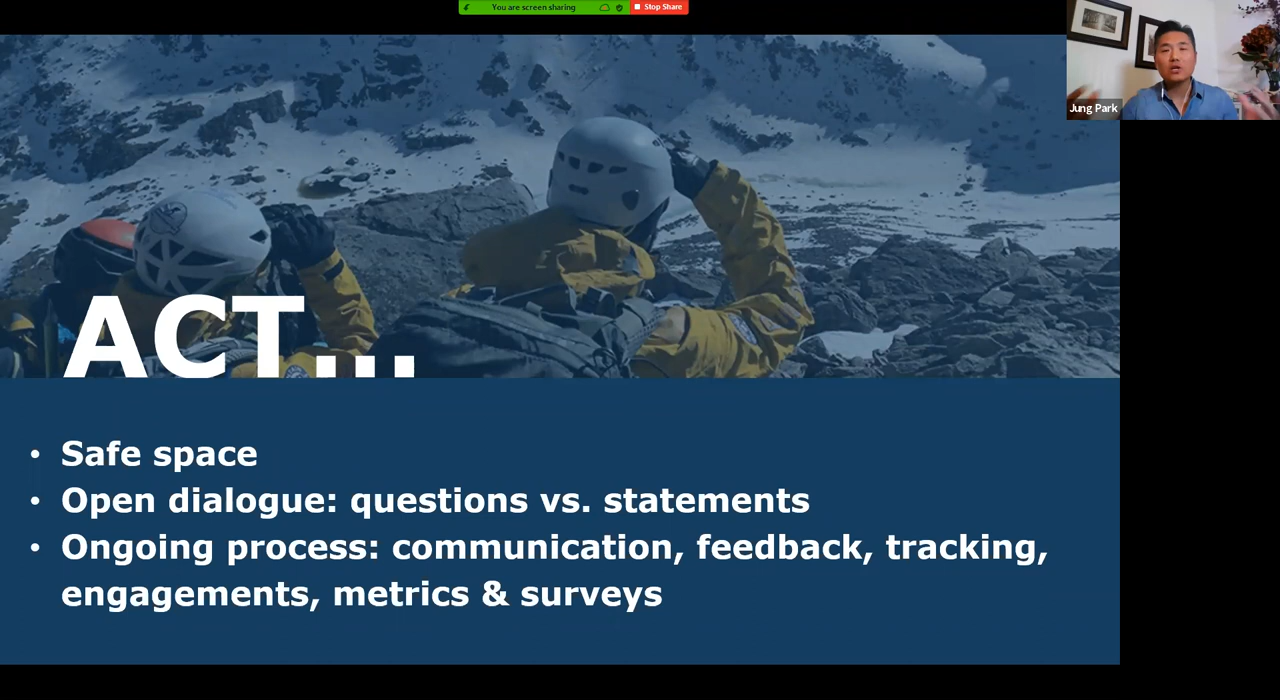 You are screen sharing
Stop Share
Jung Park
ACT...
• Safe space
• Open dialogue: questions vs. statements
• Ongoing process: communication, feedback, tracking,
engagements, metrics & surveys